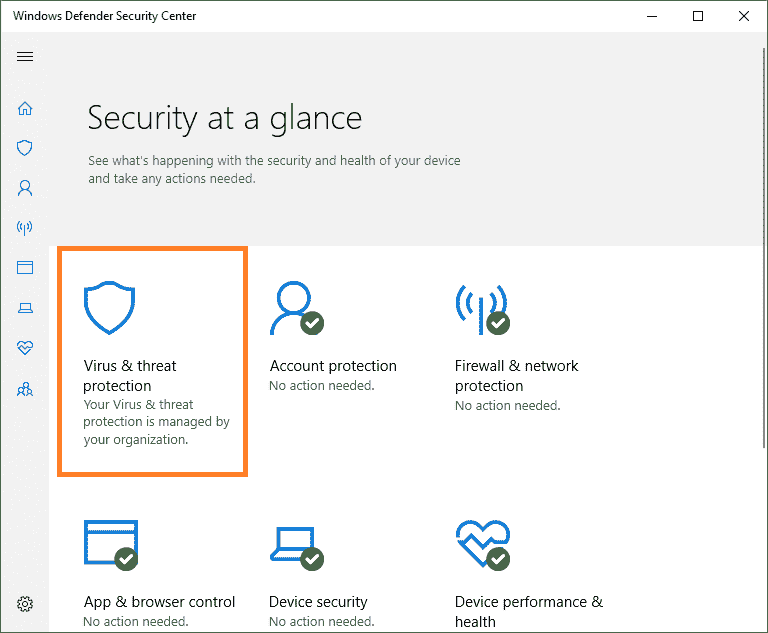 Windows Defender Security Center
Security at a glance
See what's happening with the security and health of your device
and take any actions needed.
Virus & threat
protection
Your Virus & threat
protection is managed by
your organization.
Account protection
No action needed.
Firewall & network
protection
No action needed.
App & browser control
No action needed.
Device security
No action needed.
Device performance &
health